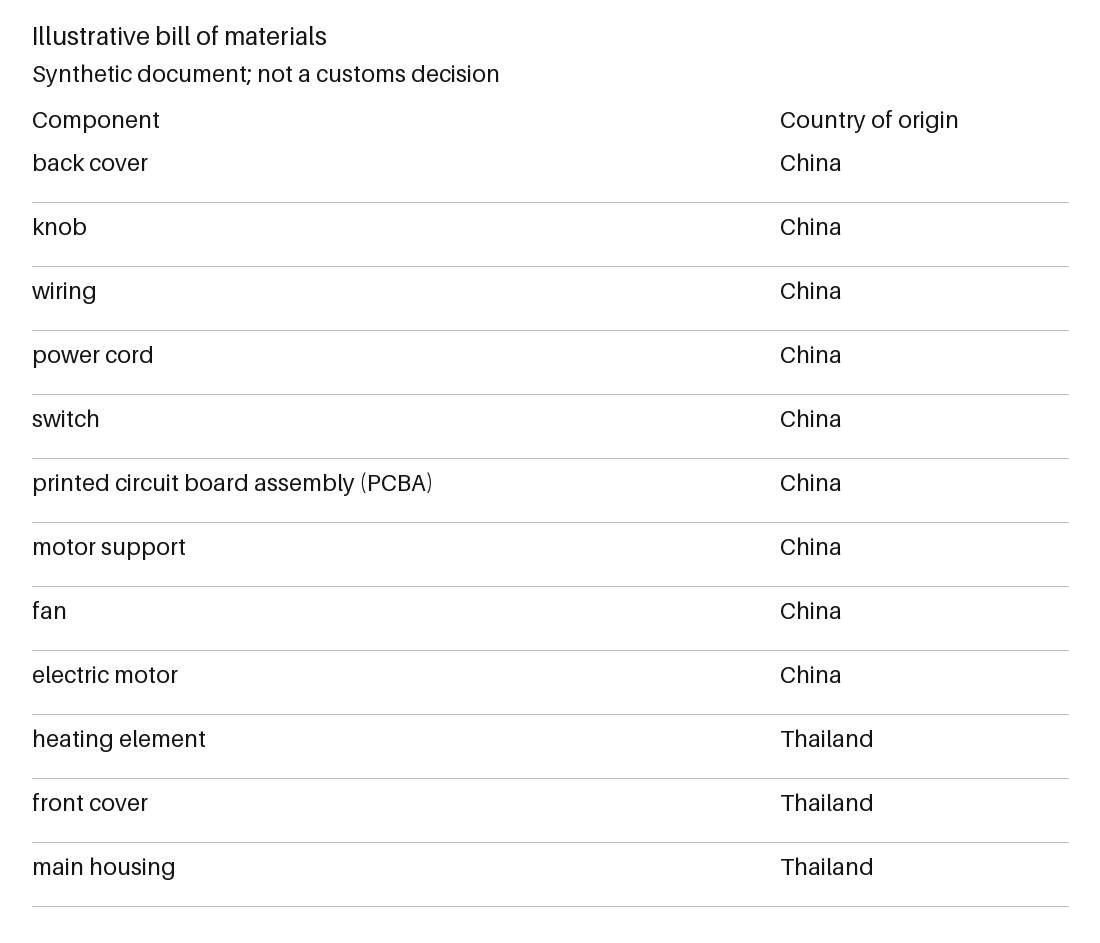 Illustrative bill of materials
Synthetic document; not a customs decision
Component Country of origin
back cover China
knob China
wiring China
power cord China
switch China
printed circuit board assembly (PCBA) China
motor support China
fan China
electric motor China
heating element Thailand
front cover Thailand
main housing Thailand